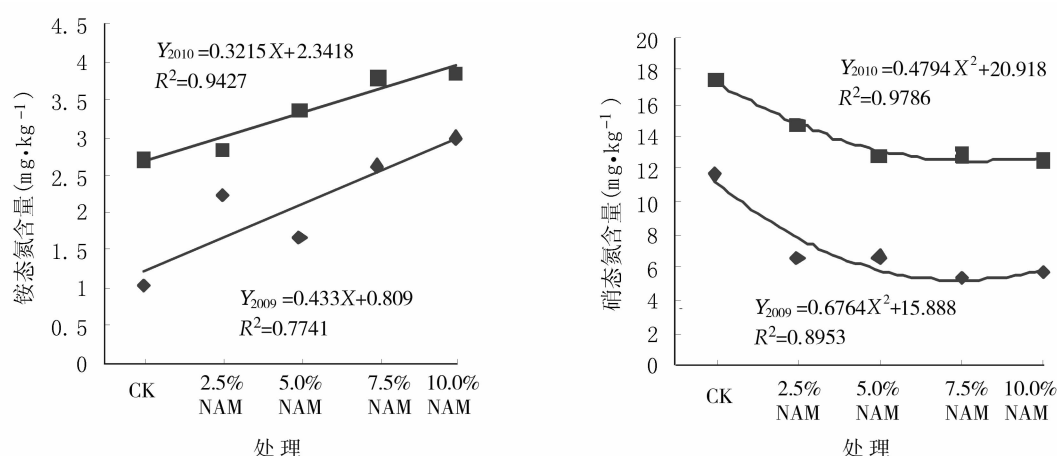 4.5
4
3.5
3
2.5
2
1.5
1
0.5
0
铵态氮含量(mg•kg⁻¹)
Y₂₀₁₀=0.3215X+2.3418
R²=0.9427
Y₂₀₀₉=0.433X+0.809
R²=0.7741
CK 2.5% 5.0% 7.5% 10.0%
NAM NAM NAM NAM
处理
20
18
16
14
12
10
8
6
4
2
0
硝态氮含量(mg•kg⁻¹)
Y₂₀₁₀=0.4794X²+20.918
R²=0.9786
Y₂₀₀₉=0.6764X²+15.888
R²=0.8953
CK 2.5% 5.0% 7.5% 10.0%
NAM NAM NAM NAM
处理